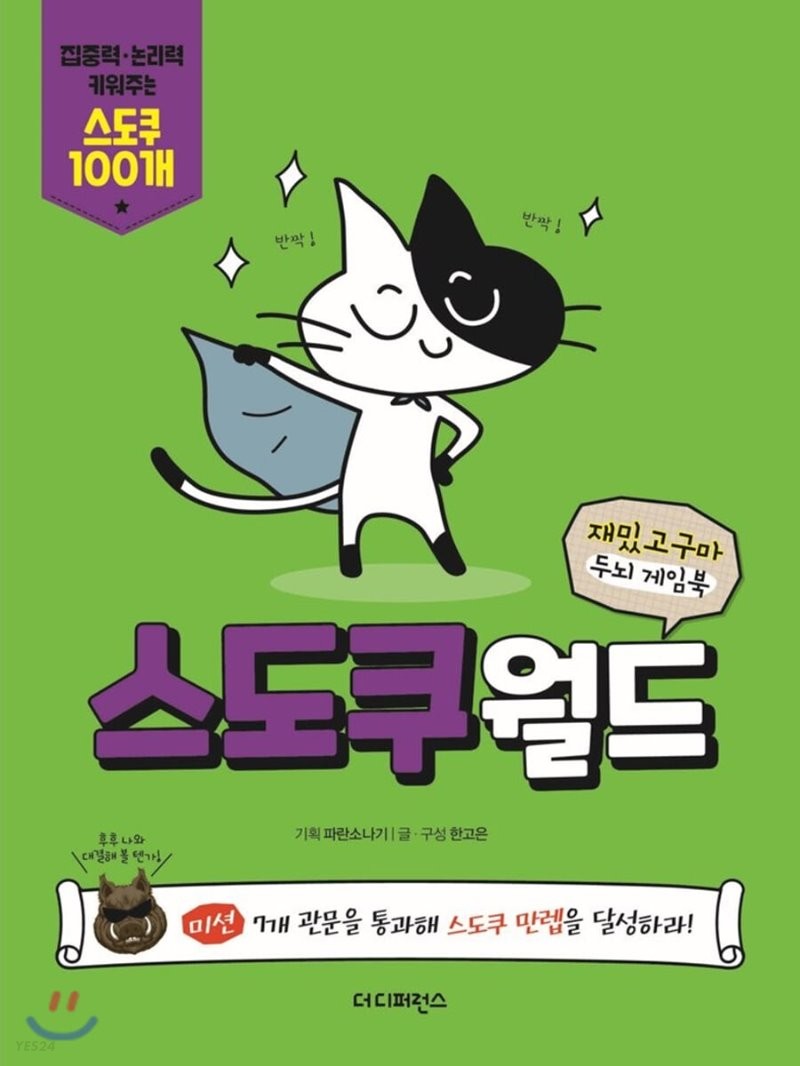 집중력·논리력
키워주는
스도쿠
100개
반짝!
반짝!
재밌고구마
두뇌 게임북
스도쿠월드
기획 파란소나기 | 글·구성 한고은
후후 나와
대결해 볼 텐가!
미션 7개 관문을 통과해 스도쿠 만렙을 달성하라!
더디퍼런스
YES24